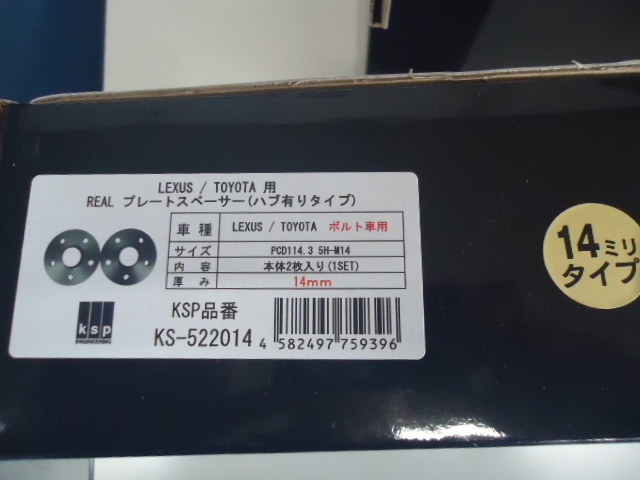 LEXUS / TOYOTA 用
REAL プレートスペーサー(ハブ有りタイプ)
車種 LEXUS / TOYOTA ボルト車用
サイズ PCD114.3 5H-M14
内容 本体2枚入り(1SET)
厚み 14mm
ksp
ENGINEERING
KSP品番
KS-522014
4 582497 759396
14ミリ
タイプ